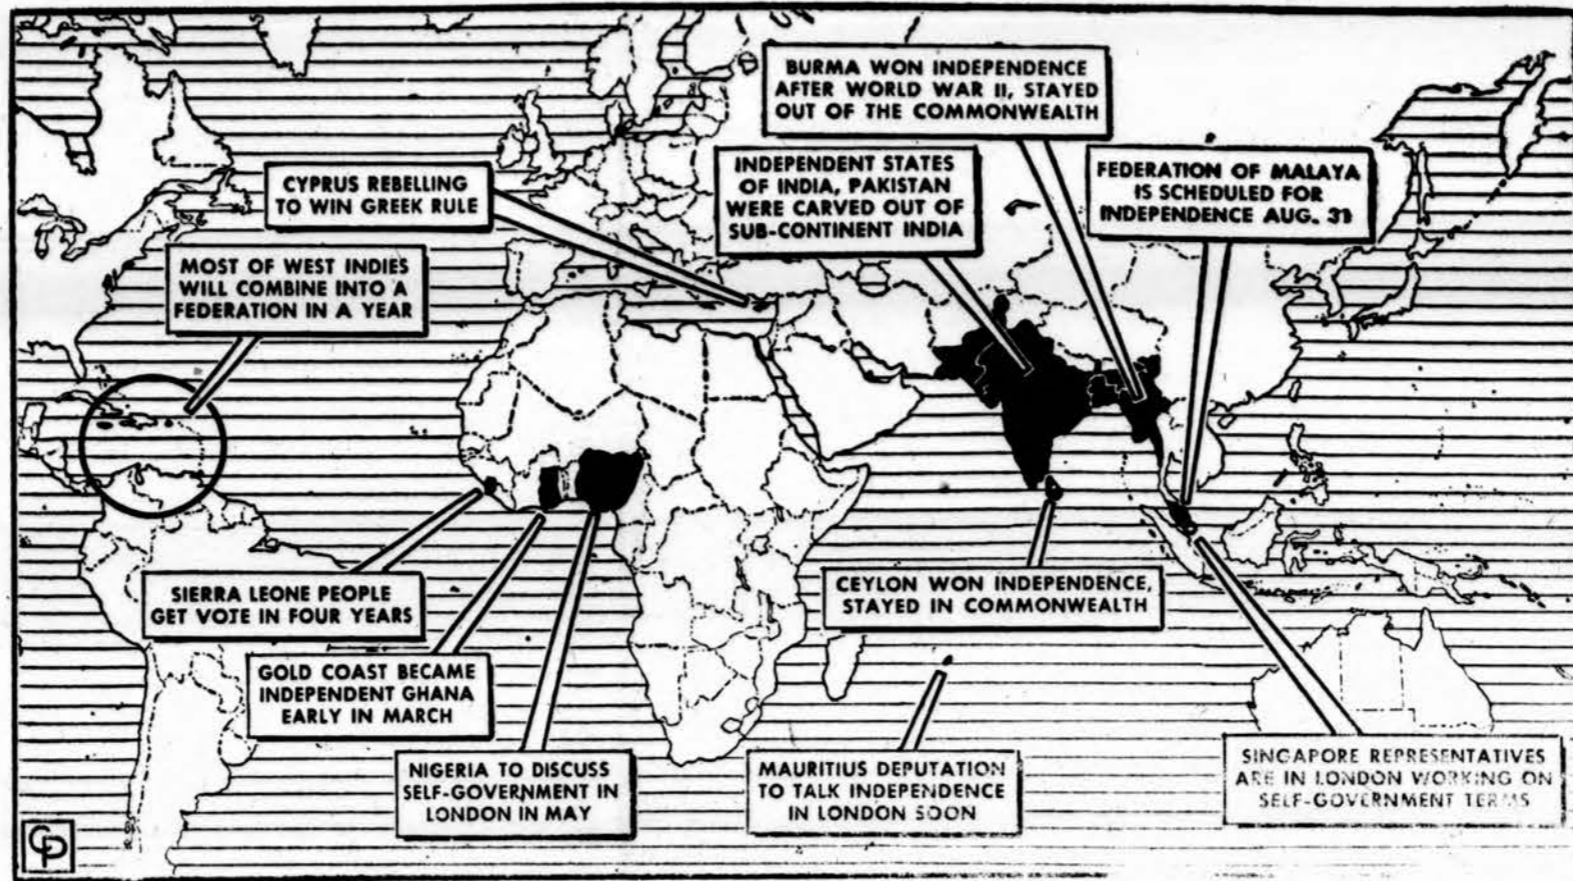 BURMA WON INDEPENDENCE
AFTER WORLD WAR II, STAYED
OUT OF THE COMMONWEALTH
CYPRUS REBELLING
TO WIN GREEK RULE
INDEPENDENT STATES
OF INDIA, PAKISTAN
WERE CARVED OUT OF
SUB-CONTINENT INDIA
FEDERATION OF MALAYA
IS SCHEDULED FOR
INDEPENDENCE AUG. 31
MOST OF WEST INDIES
WILL COMBINE INTO A
FEDERATION IN A YEAR
SIERRA LEONE PEOPLE
GET VOTE IN FOUR YEARS
CEYLON WON INDEPENDENCE,
STAYED IN COMMONWEALTH
GOLD COAST BECAME
INDEPENDENT GHANA
EARLY IN MARCH
NIGERIA TO DISCUSS
SELF-GOVERNMENT IN
LONDON IN MAY
MAURITIUS DEPUTATION
TO TALK INDEPENDENCE
IN LONDON SOON
SINGAPORE REPRESENTATIVES
ARE IN LONDON WORKING ON
SELF-GOVERNMENT TERMS
CP